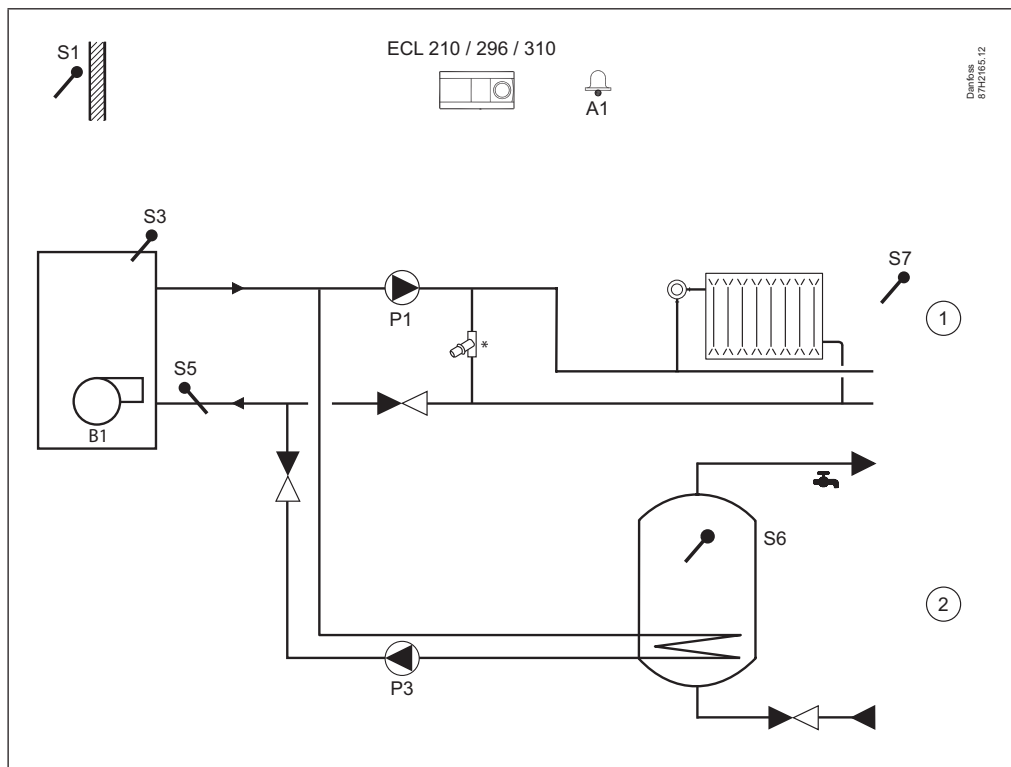 S1
ECL 210 / 296 / 310
A1
Danfoss
87H2165.12
S3
S7
P1
*
1
S5
B1
S6
2
P3